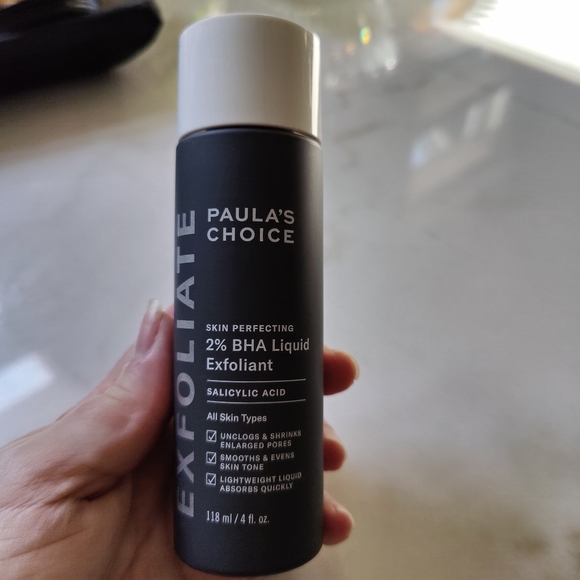 EXFOLIATE
PAULA'S
CHOICE
SKIN PERFECTING
2% BHA Liquid
Exfoliant
SALICYLIC ACID
All Skin Types
UNCLOGS & SHRINKS
ENLARGED PORES
SMOOTHS & EVENS
SKIN TONE
LIGHTWEIGHT LIQUID
ABSORBS QUICKLY
118 ml / 4 fl. oz.